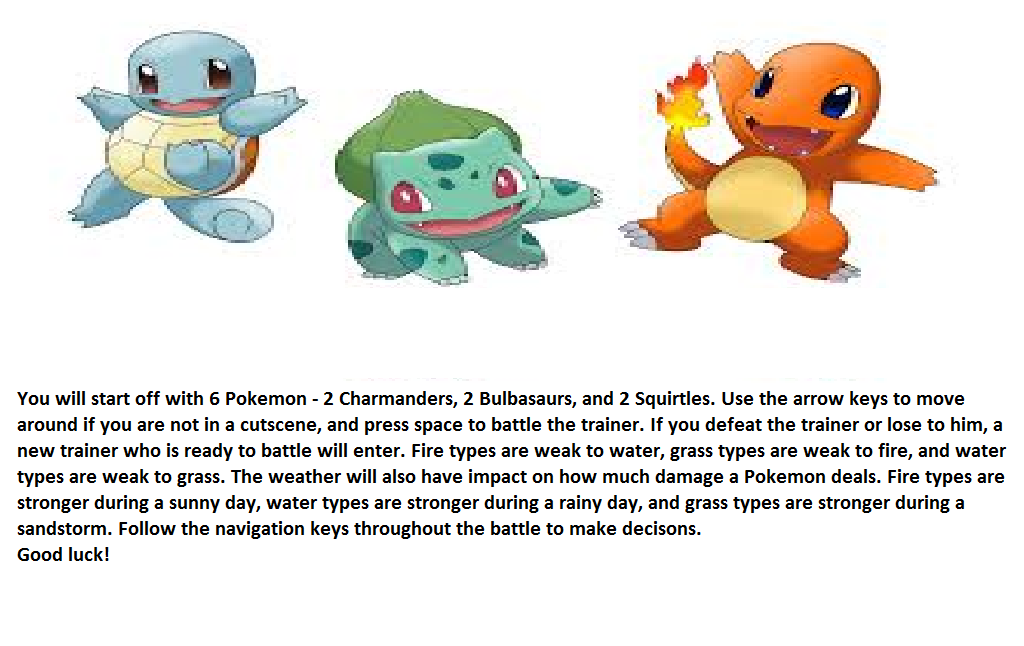 You will start off with 6 Pokemon - 2 Charmanders, 2 Bulbasaurs, and 2 Squirtles. Use the arrow keys to move
around if you are not in a cutscene, and press space to battle the trainer. If you defeat the trainer or lose to him, a
new trainer who is ready to battle will enter. Fire types are weak to water, grass types are weak to fire, and water
types are weak to grass. The weather will also have impact on how much damage a Pokemon deals. Fire types are
stronger during a sunny day, water types are stronger during a rainy day, and grass types are stronger during a
sandstorm. Follow the navigation keys throughout the battle to make decisons.
Good luck!